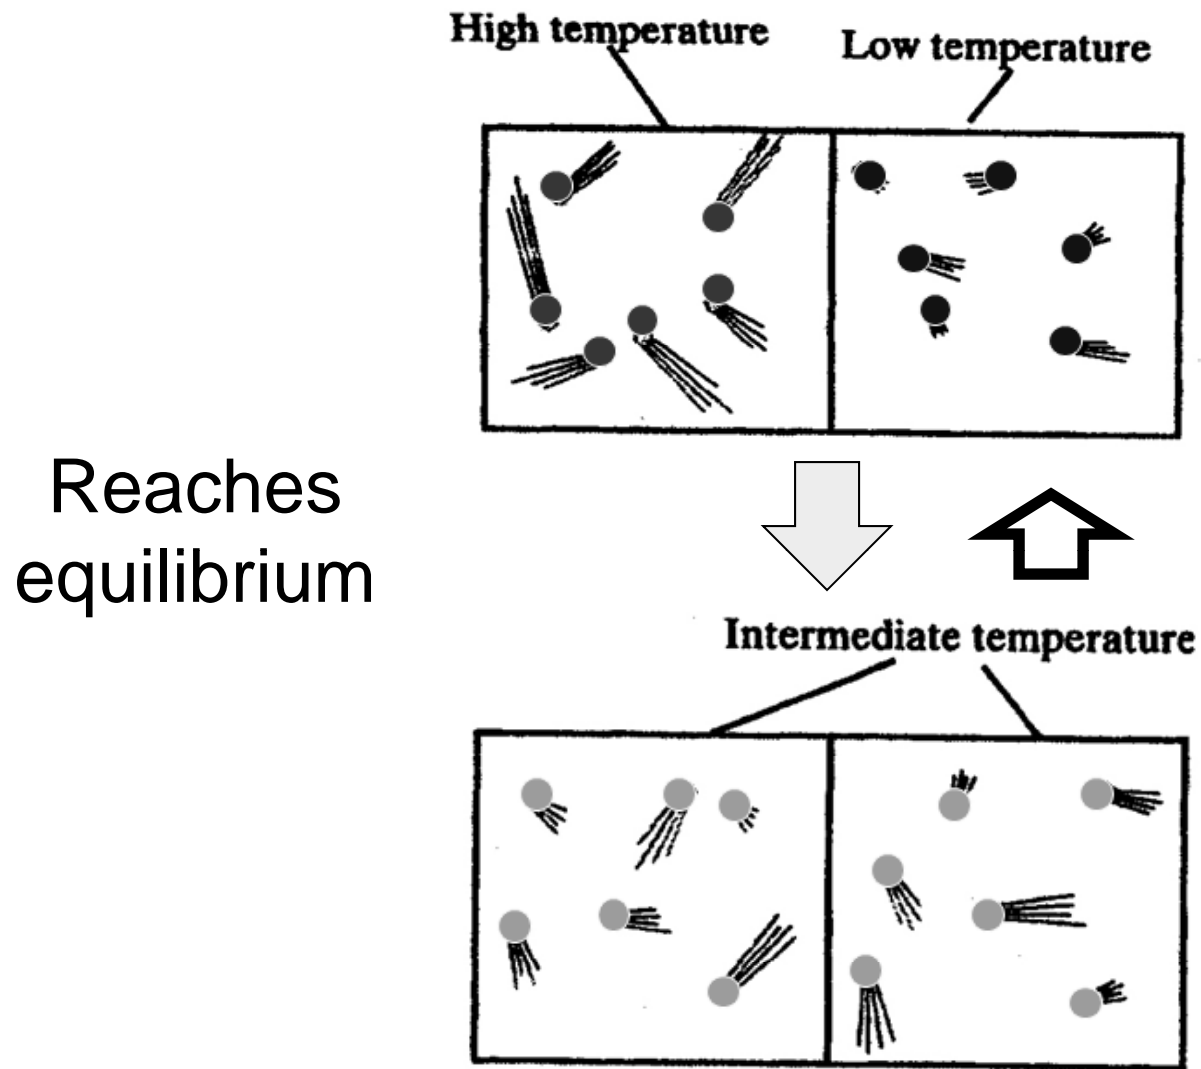 High temperature
Low temperature
Reaches
equilibrium
Intermediate temperature